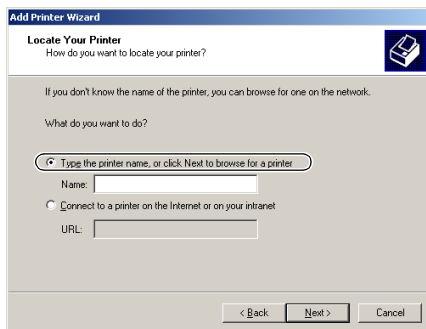 Add Printer Wizard
Locate Your Printer
How do you want to locate your printer?
If you don't know the name of the printer, you can browse for one on the network.
What do you want to do?
Type the printer name, or click Next to browse for a printer
Name:
Connect to a printer on the Internet or on your intranet
URL:
< Back
Next >
Cancel